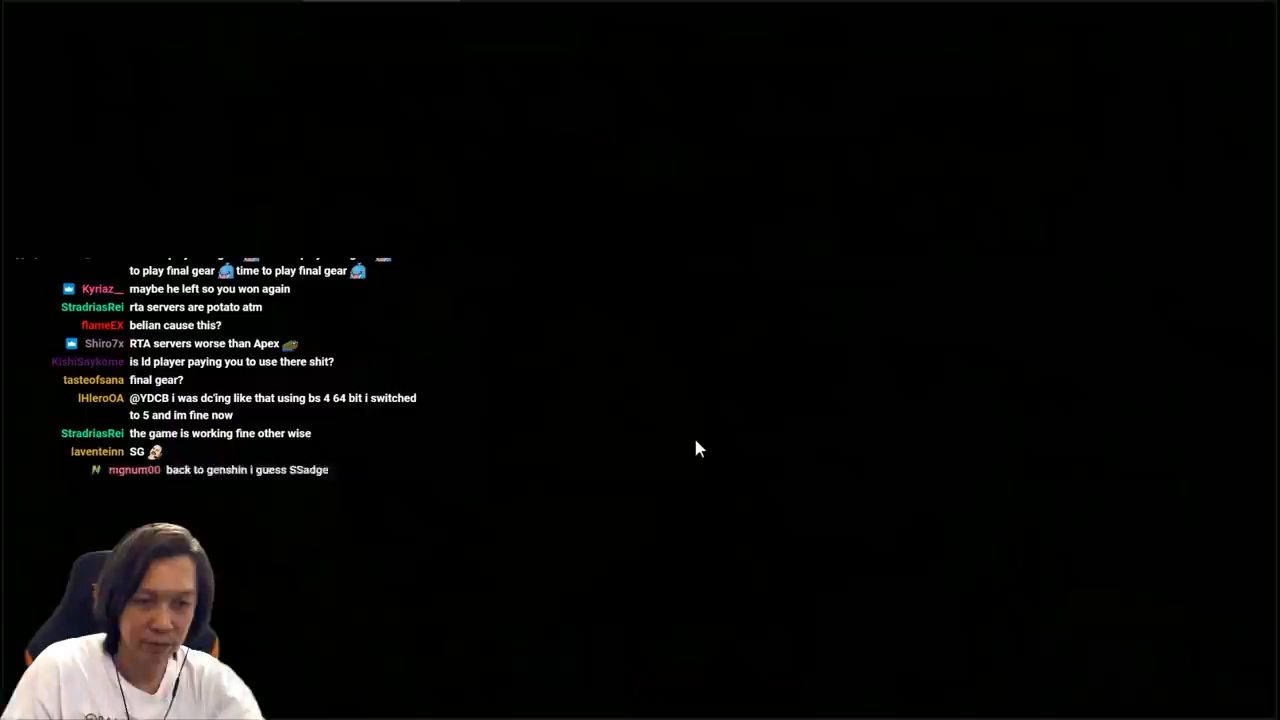 to play final gear time to play final gear
Kyriaz__ maybe he left so you won again
StradriasRei rta servers are potato atm
flameEX belian cause this?
Shiro7x RTA servers worse than Apex
KishiSaykome is ld player paying you to use there shit?
tasteofsana final gear?
lHleroOA @YDCB i was dc'ing like that using bs 4 64 bit i switched
to 5 and im fine now
StradriasRei the game is working fine other wise
laventeinn SG
mgnum00 back to genshin i guess SSadge